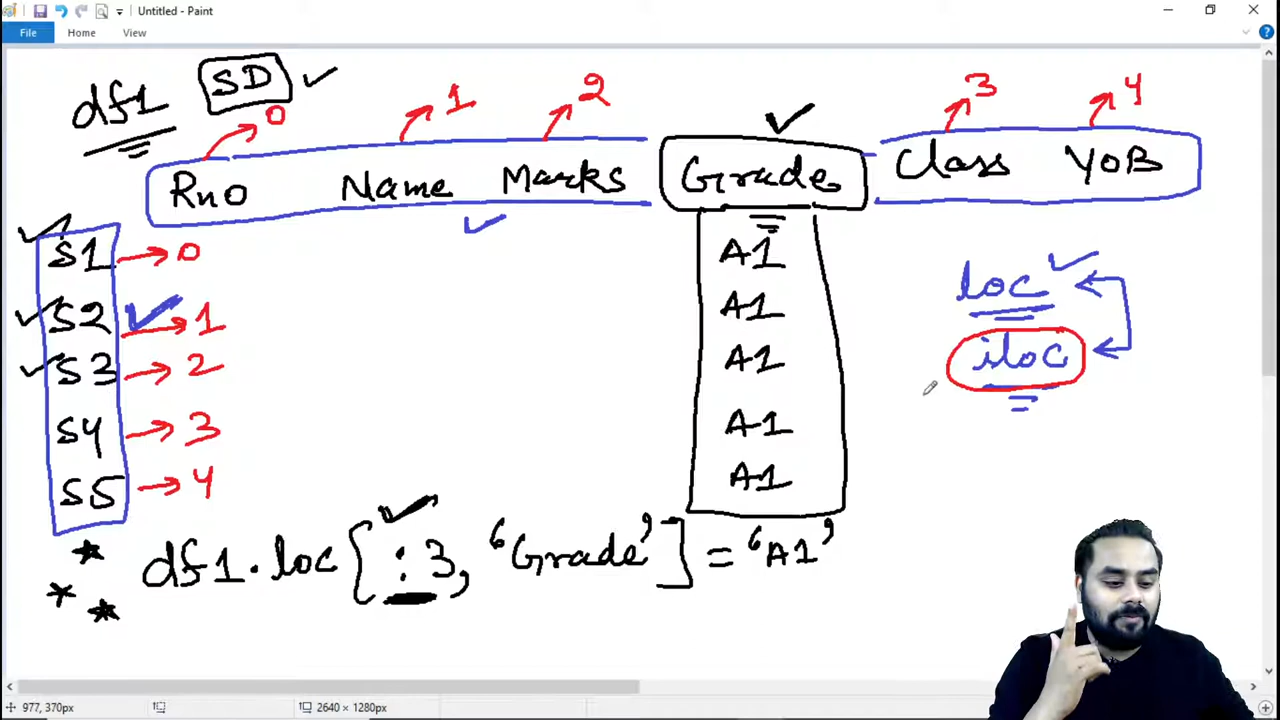 Untitled - Paint
File Home View
df1 SD
0 1 2 3 4
Rno Name Marks Grade Class YOB
S1 → 0 A1
S2 → 1 A1
S3 → 2 A1
S4 → 3 A1
S5 → 4 A1
loc
iloc
df1.loc[:3, 'Grade'] = 'A1'
977, 370px 2640 × 1280px